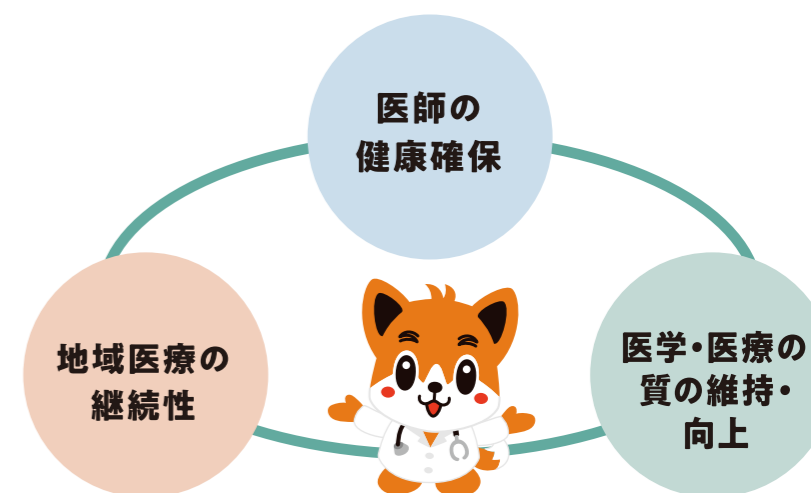 医師の
健康確保
地域医療の
継続性
医学・医療の
質の維持・
向上